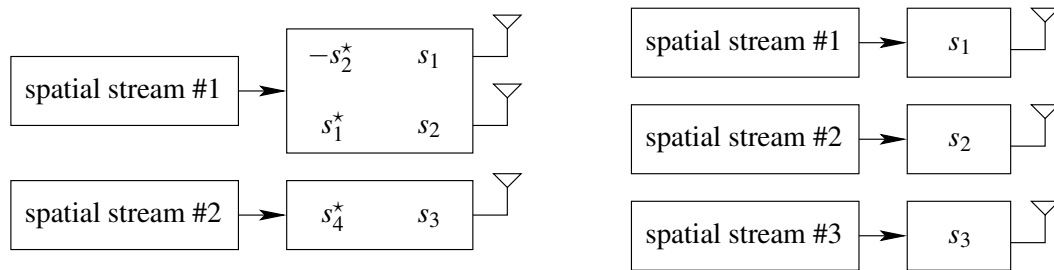 spatial stream #1
−s₂⋆ s₁
s₁⋆ s₂
spatial stream #2
s₄⋆ s₃
spatial stream #1
s₁
spatial stream #2
s₂
spatial stream #3
s₃